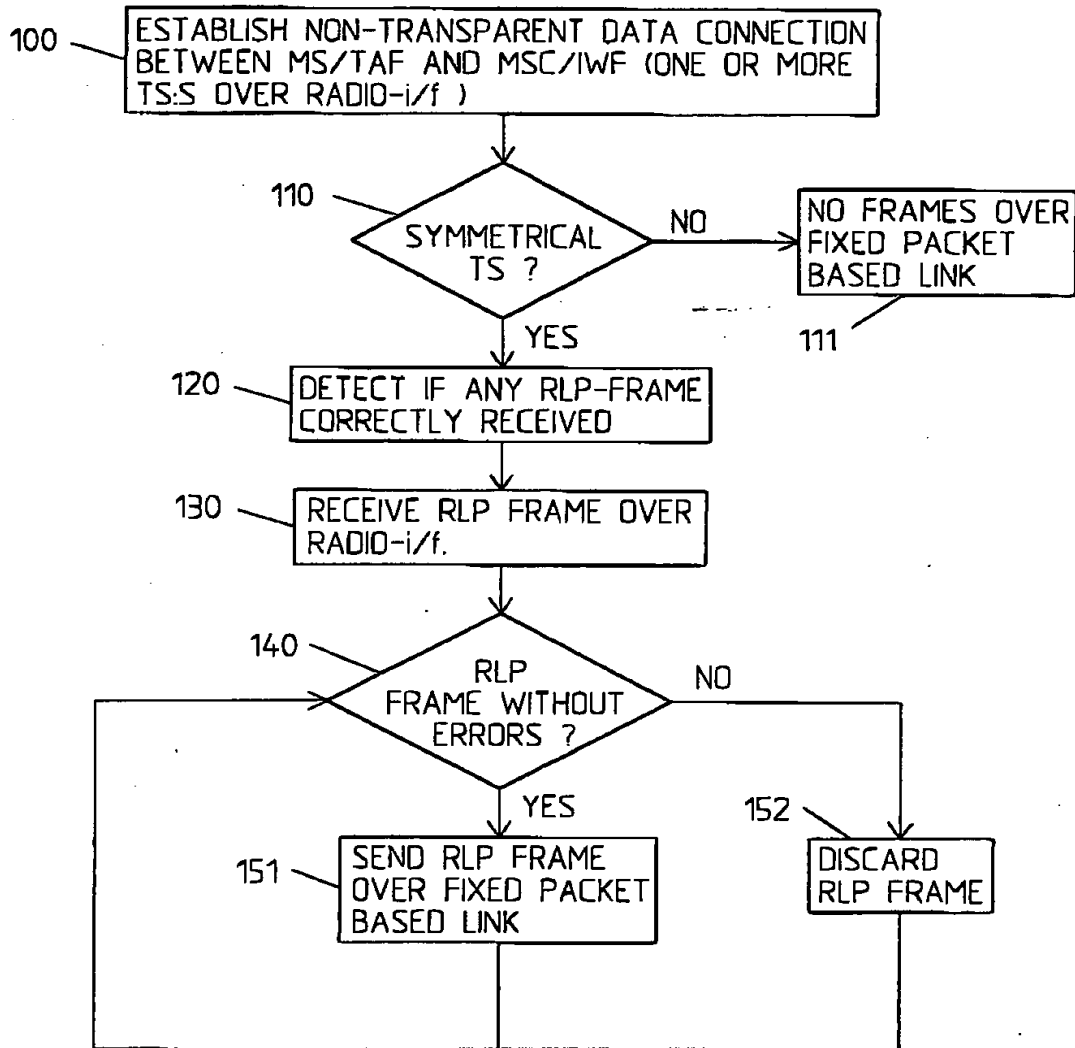 100
ESTABLISH NON-TRANSPARENT DATA CONNECTION
BETWEEN MS/TAF AND MSC/IWF (ONE OR MORE
TS:S OVER RADIO-i/f )
110
SYMMETRICAL
TS ?
NO
NO FRAMES OVER
FIXED PACKET
BASED LINK
111
YES
120
DETECT IF ANY RLP-FRAME
CORRECTLY RECEIVED
130
RECEIVE RLP FRAME OVER
RADIO-i/f.
140
RLP
FRAME WITHOUT
ERRORS ?
NO
YES
151
SEND RLP FRAME
OVER FIXED PACKET
BASED LINK
152
DISCARD
RLP FRAME